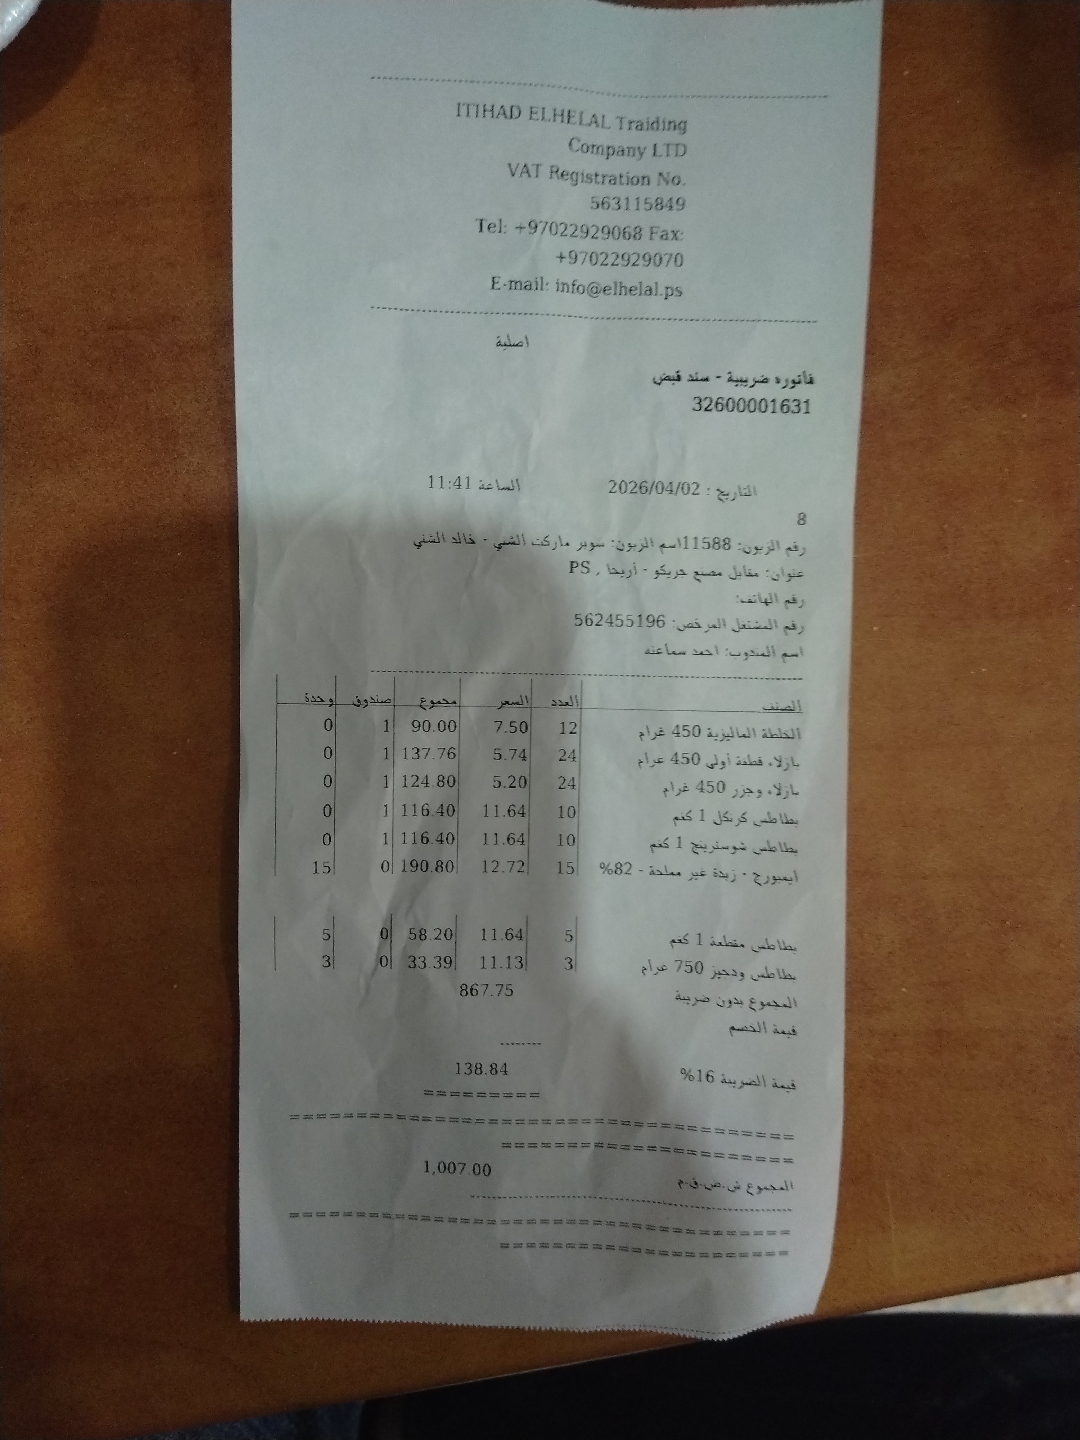 ITIHAD ELHELAL Traiding
Company LTD
VAT Registration No.
563115849
Tel: +97022929068 Fax:
+97022929070
E-mail: info@elhelal.ps
اصلية
فاتوره ضريبية - سند قبض
32600001631
التاريخ : 2026/04/02 الساعة 11:41
8
رقم الزبون: 11588اسم الزبون: سوبر ماركت الشني - خالد الشني
عنوان: مقابل مصنع جريكو - أريحا , PS
رقم الهاتف:
رقم المشتغل المرخص: 562455196
اسم المندوب: احمد سماعنه
الصنف العدد السعر مجموع صندوق وحدة
الخلطة الماليزية 450 غرام 12 7.50 90.00 1 0
بازلاء قطفة أولى 450 غرام 24 5.74 137.76 1 0
بازلاء وجزر 450 غرام 24 5.20 124.80 1 0
بطاطس كرنكل 1 كغم 10 11.64 116.40 1 0
بطاطس شوسترينج 1 كغم 10 11.64 116.40 1 0
ايمبورج - زبدة غير مملحة - 82% 15 12.72 190.80 0 15
بطاطس مقطعة 1 كغم 5 11.64 58.20 0 5
بطاطس ودجيز 750 غرام 3 11.13 33.39 0 3
المجموع بدون ضريبة 867.75
قيمة الخصم
قيمة الضريبة 16% 138.84
المجموع ش.ض.ق.م 1,007.00